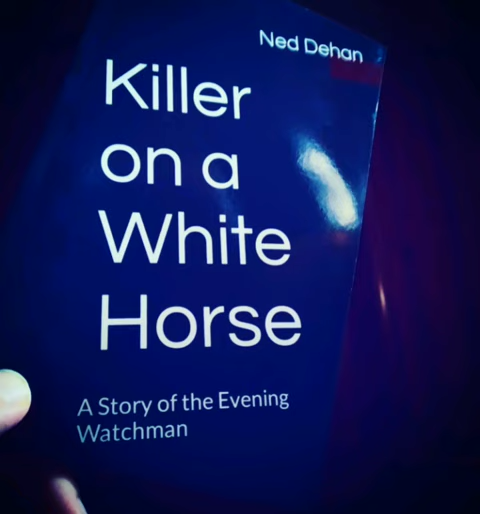 Ned Dehan
Killer
on a
White
Horse
A Story of the Evening
Watchman